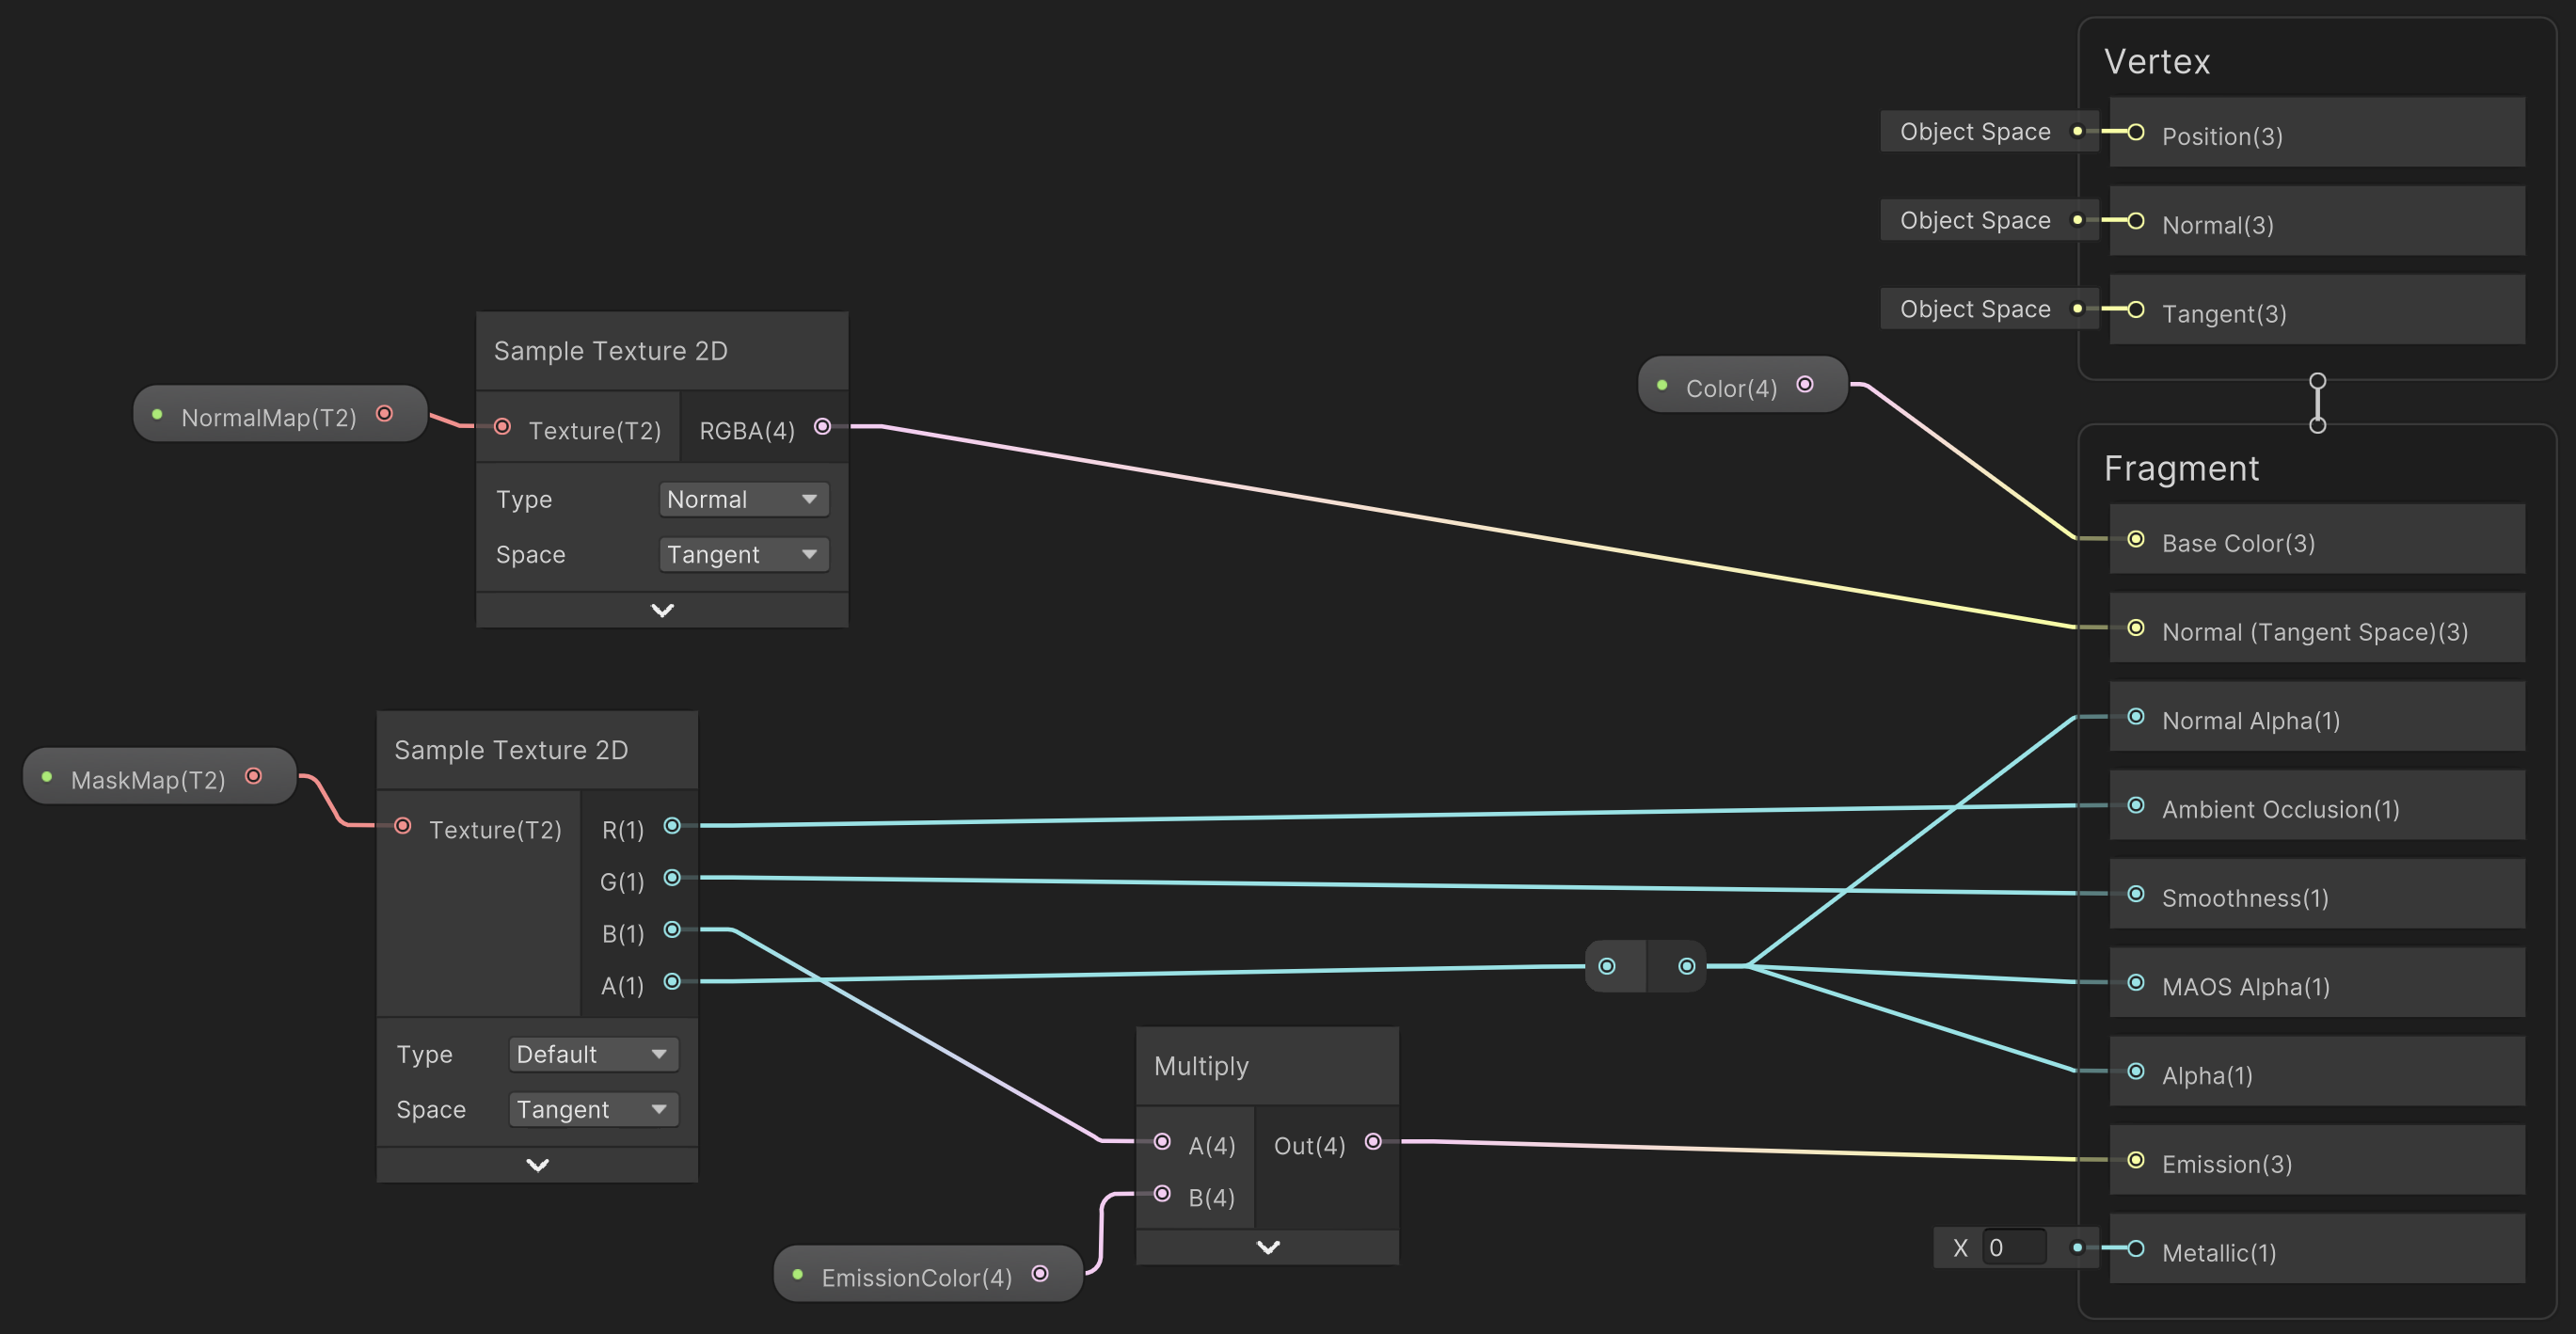 Vertex
Object Space
Position(3)
Object Space
Normal(3)
Object Space
Tangent(3)
Sample Texture 2D
NormalMap(T2)
Texture(T2)
RGBA(4)
Type
Normal
Space
Tangent
Color(4)
Fragment
Base Color(3)
Normal (Tangent Space)(3)
Normal Alpha(1)
Ambient Occlusion(1)
Smoothness(1)
MAOS Alpha(1)
Alpha(1)
Emission(3)
X 0
Metallic(1)
Sample Texture 2D
MaskMap(T2)
Texture(T2)
R(1)
G(1)
B(1)
A(1)
Type
Default
Space
Tangent
Multiply
A(4)
Out(4)
B(4)
EmissionColor(4)